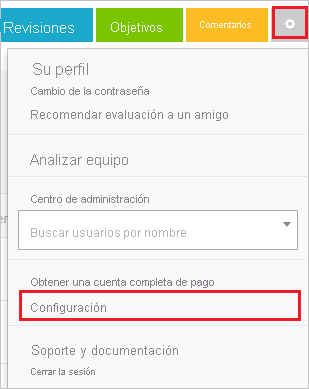 Revisiones Objetivos Comentarios
Su perfil
Cambio de la contraseña
Recomendar evaluación a un amigo
Analizar equipo
Centro de administración
Buscar usuarios por nombre
Obtener una cuenta completa de pago
Configuración
Soporte y documentación
Cerrar la sesión